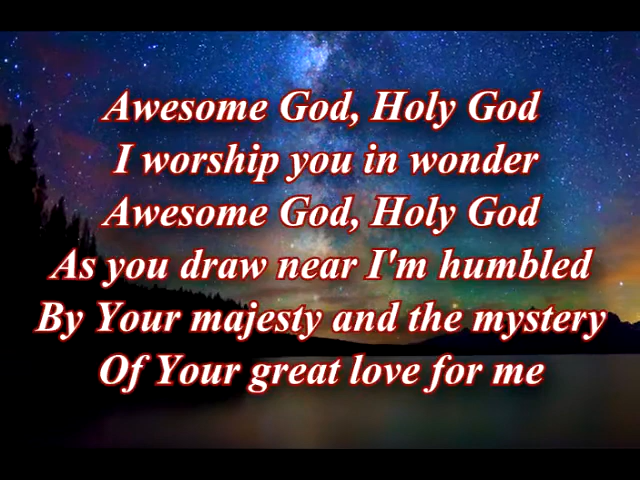 Awesome God, Holy God
I worship you in wonder
Awesome God, Holy God
As you draw near I'm humbled
By Your majesty and the mystery
Of Your great love for me